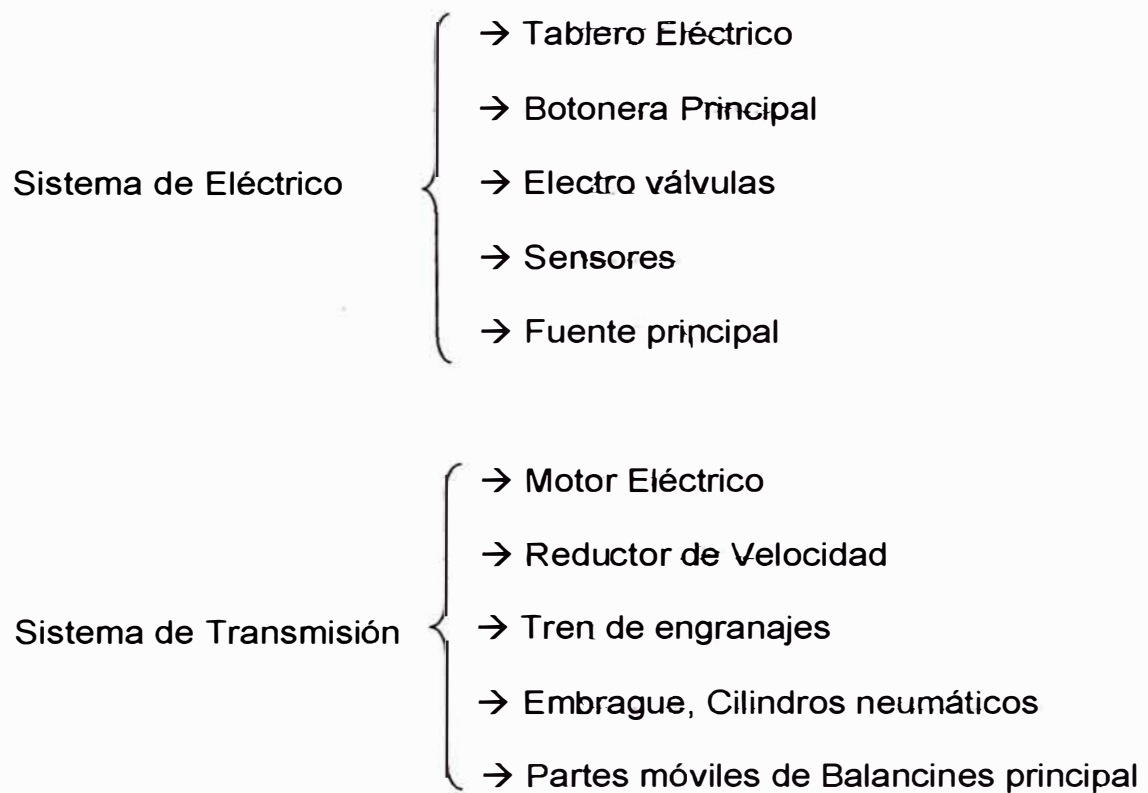 Sistema de Eléctrico
→ Tablero Eléctrico
→ Botonera Principal
→ Electro válvulas
→ Sensores
→ Fuente principal
Sistema de Transmisión
→ Motor Eléctrico
→ Reductor de Velocidad
→ Tren de engranajes
→ Embrague, Cilindros neumáticos
→ Partes móviles de Balancines principal